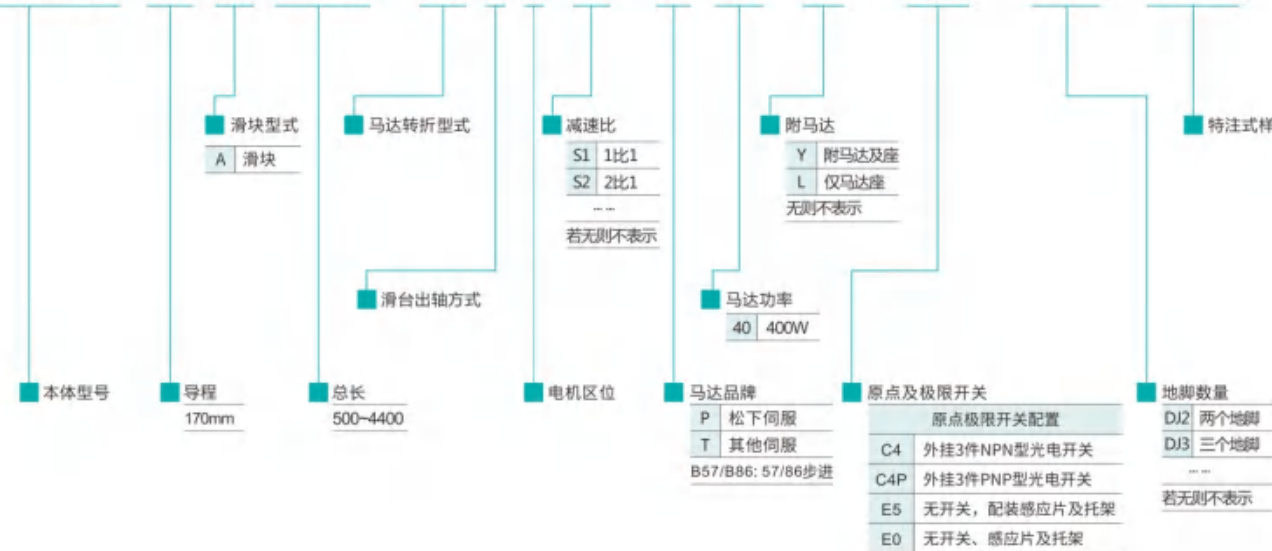 滑块型式
A 滑块
马达转折型式
减速比
S1 1比1
S2 2比1
... ...
若无则不表示
附马达
Y 附马达及座
L 仅马达座
无则不表示
特注式样
滑台出轴方式
马达功率
40 400W
本体型号
导程
170mm
总长
500~4400
电机区位
马达品牌
P 松下伺服
T 其他伺服
B57/B86: 57/86步进
原点及极限开关
原点极限开关配置
C4 外挂3件NPN型光电开关
C4P 外挂3件PNP型光电开关
E5 无开关，配装感应片及托架
E0 无开关、感应片及托架
地脚数量
DJ2 两个地脚
DJ3 三个地脚
... ...
若无则不表示